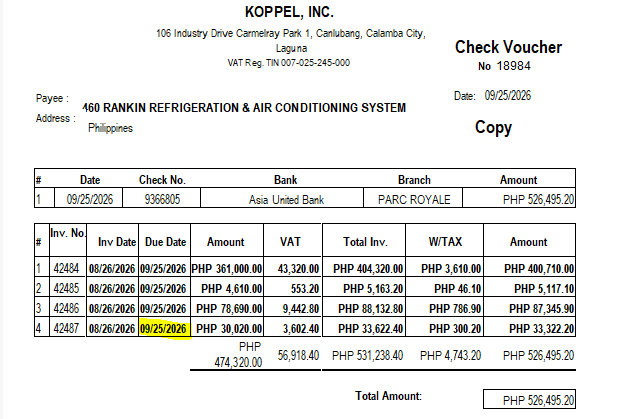 KOPPEL, INC.
106 Industry Drive Carmelray Park 1, Canlubang, Calamba City,
Laguna
VAT Reg. TIN 007-025-245-000
Check Voucher
No 18984
Payee :
460 RANKIN REFRIGERATION & AIR CONDITIONING SYSTEM
Date: 09/25/2026
Address :
Philippines
Copy
# Date Check No. Bank Branch Amount
1 09/25/2026 9366805 Asia United Bank PARC ROYALE PHP 526,495.20
# Inv. No. Inv Date Due Date Amount VAT Total Inv. W/TAX Amount
1 42484 08/26/2026 09/25/2026 PHP 361,000.00 43,320.00 PHP 404,320.00 PHP 3,610.00 PHP 400,710.00
2 42485 08/26/2026 09/25/2026 PHP 4,610.00 553.20 PHP 5,163.20 PHP 46.10 PHP 5,117.10
3 42486 08/26/2026 09/25/2026 PHP 78,690.00 9,442.80 PHP 88,132.80 PHP 786.90 PHP 87,345.90
4 42487 08/26/2026 09/25/2026 PHP 30,020.00 3,602.40 PHP 33,622.40 PHP 300.20 PHP 33,322.20
PHP
474,320.00 56,918.40 PHP 531,238.40 PHP 4,743.20 PHP 526,495.20
Total Amount: PHP 526,495.20